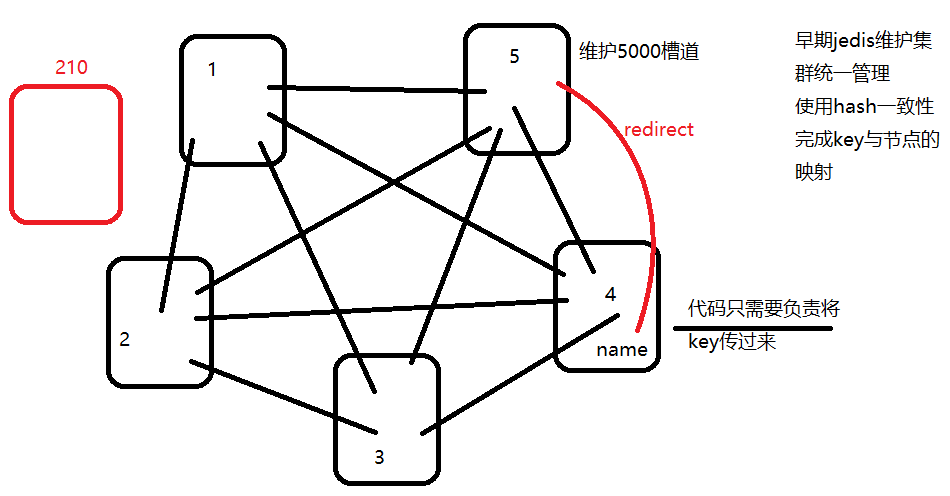 210
1
5
维护5000槽道
早期jedis维护集
群统一管理
使用hash一致性
完成key与节点的
映射
redirect
2
4
name
代码只需要负责将
key传过来
3